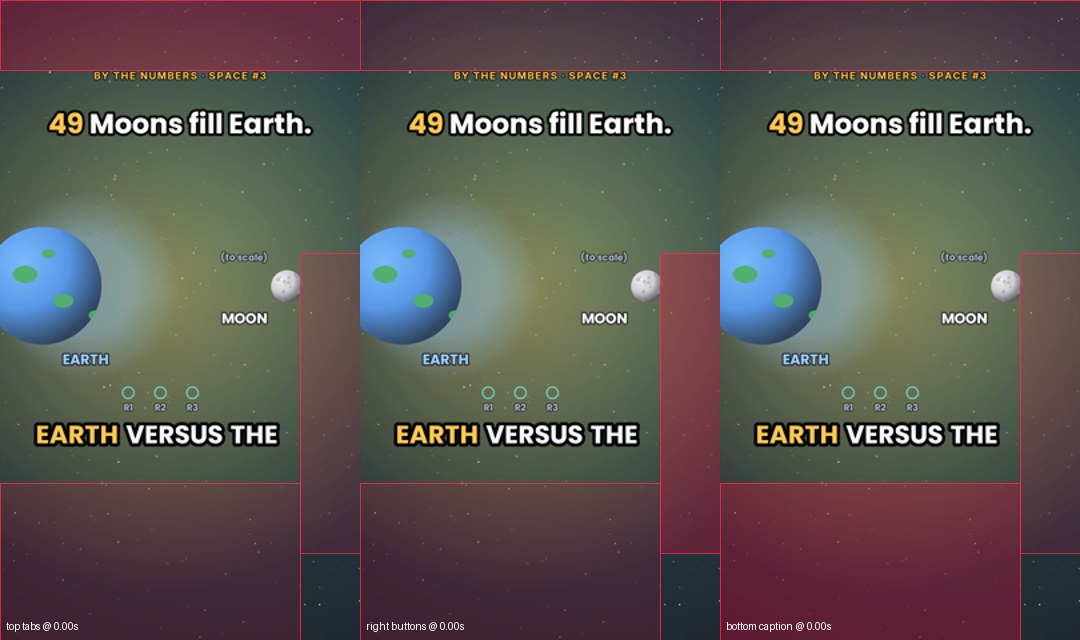 BY THE NUMBERS · SPACE #3
49 Moons fill Earth.
(to scale)
MOON
EARTH
R1 R2 R3
EARTH VERSUS THE
top tabs @ 0.00s
BY THE NUMBERS · SPACE #3
49 Moons fill Earth.
(to scale)
MOON
EARTH
R1 R2 R3
EARTH VERSUS THE
right buttons @ 0.00s
BY THE NUMBERS · SPACE #3
49 Moons fill Earth.
(to scale)
MOON
EARTH
R1 R2 R3
EARTH VERSUS THE
bottom caption @ 0.00s